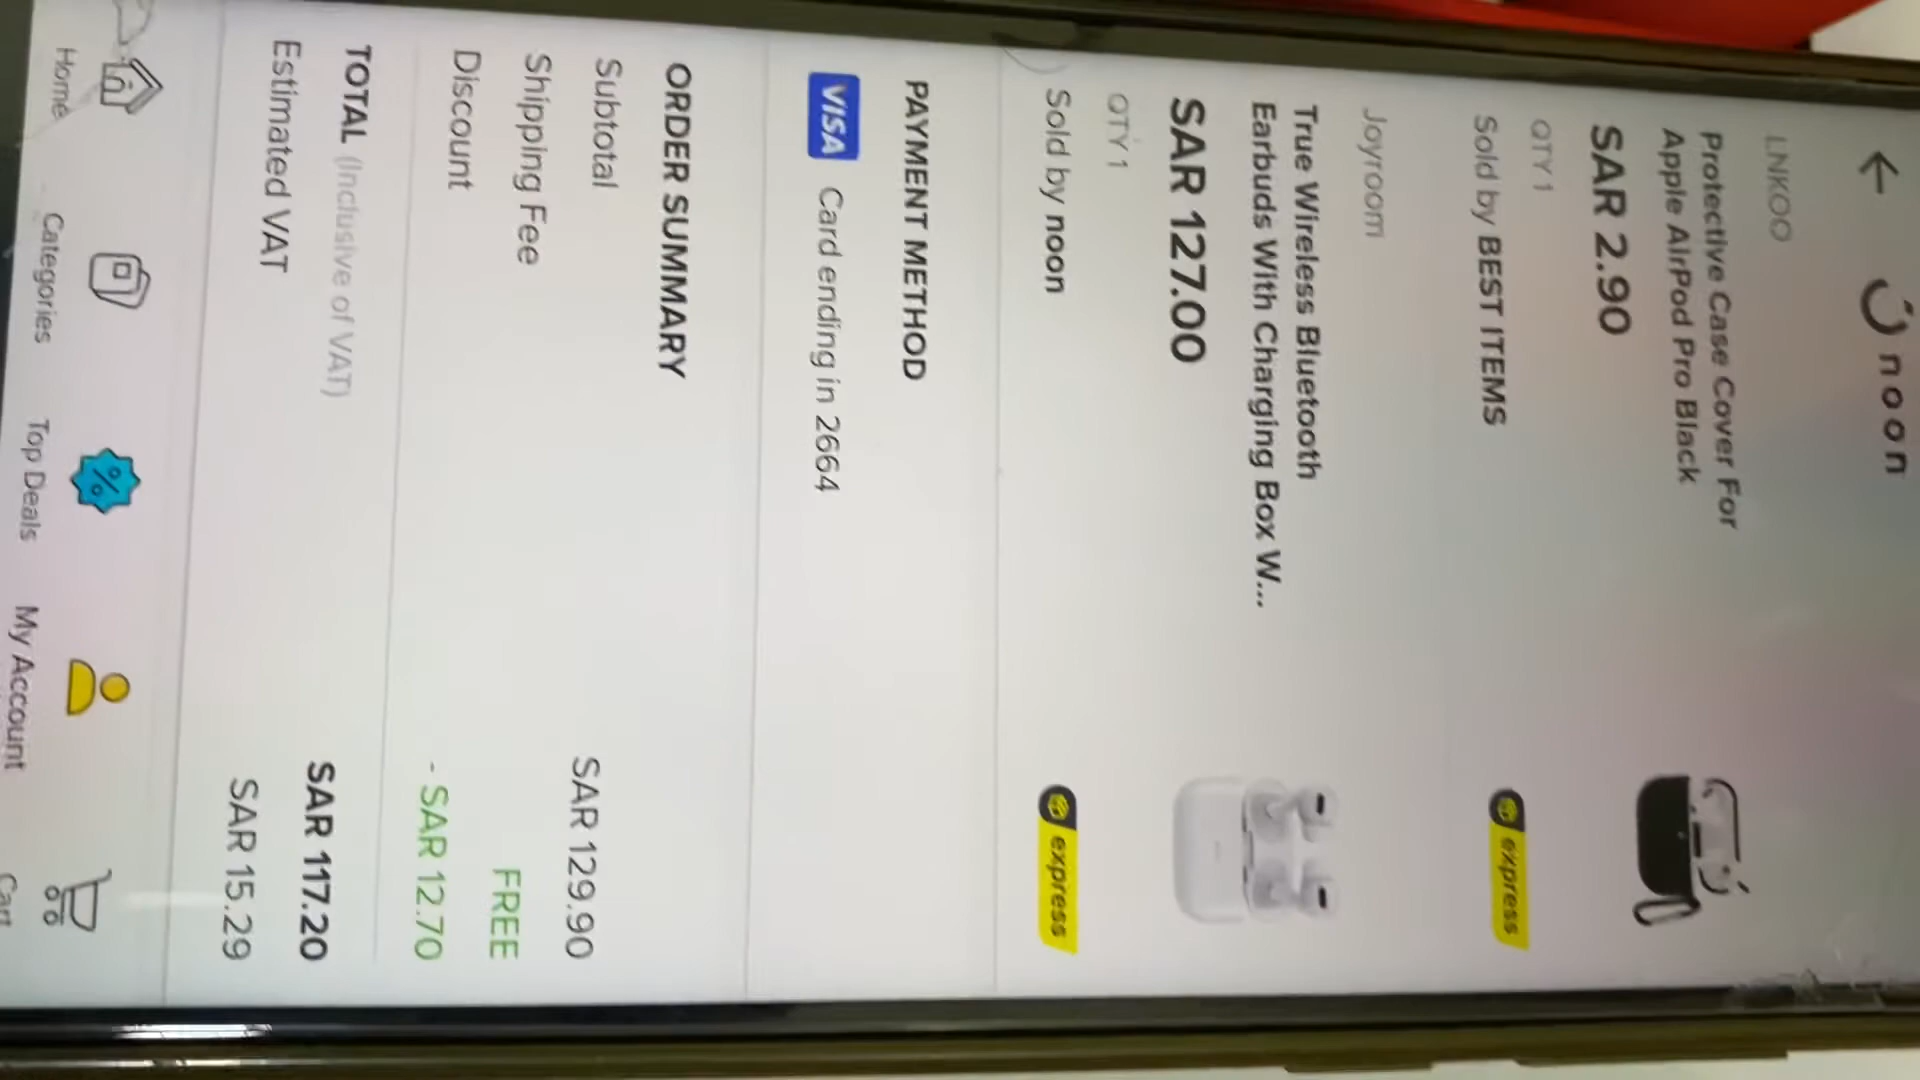 noon
LNKOO
Protective Case Cover For
Apple AirPod Pro Black
SAR 2.90
QTY 1
Sold by BEST ITEMS
express
Joyroom
True Wireless Bluetooth
Earbuds With Charging Box W...
SAR 127.00
QTY 1
Sold by noon
express
PAYMENT METHOD
VISA Card ending in 2664
ORDER SUMMARY
Subtotal SAR 129.90
Shipping Fee FREE
Discount - SAR 12.70
TOTAL (Inclusive of VAT) SAR 117.20
Estimated VAT SAR 15.29
Home Categories Top Deals My Account Cart